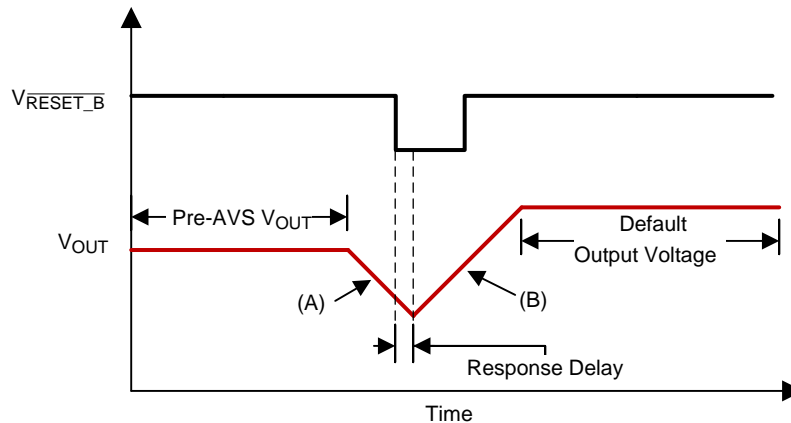 VRESET_B
Pre-AVS VOUT
VOUT
Default
Output Voltage
(A)
(B)
Response Delay
Time